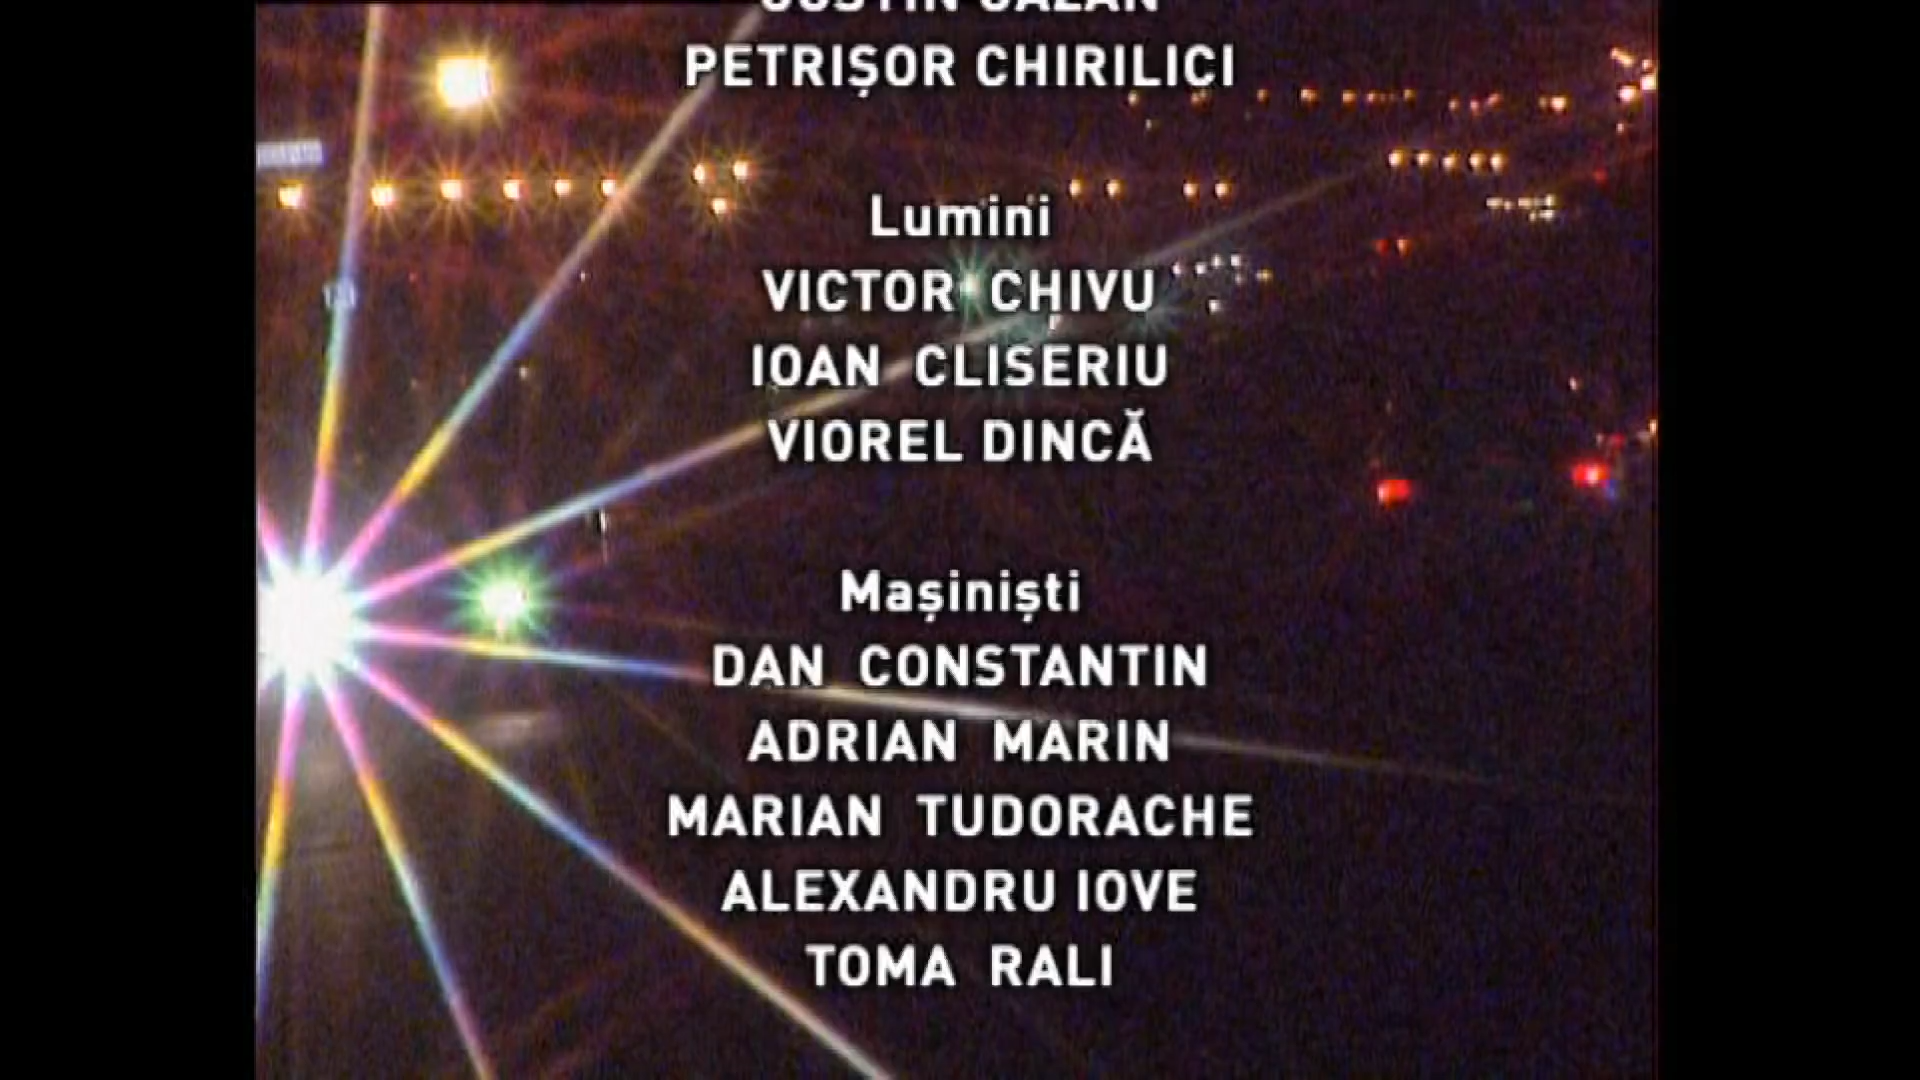 PETRIȘOR CHIRILICI
Lumini
VICTOR CHIVU
IOAN CLISERIU
VIOREL DINCĂ
Mașiniști
DAN CONSTANTIN
ADRIAN MARIN
MARIAN TUDORACHE
ALEXANDRU IOVE
TOMA RALI